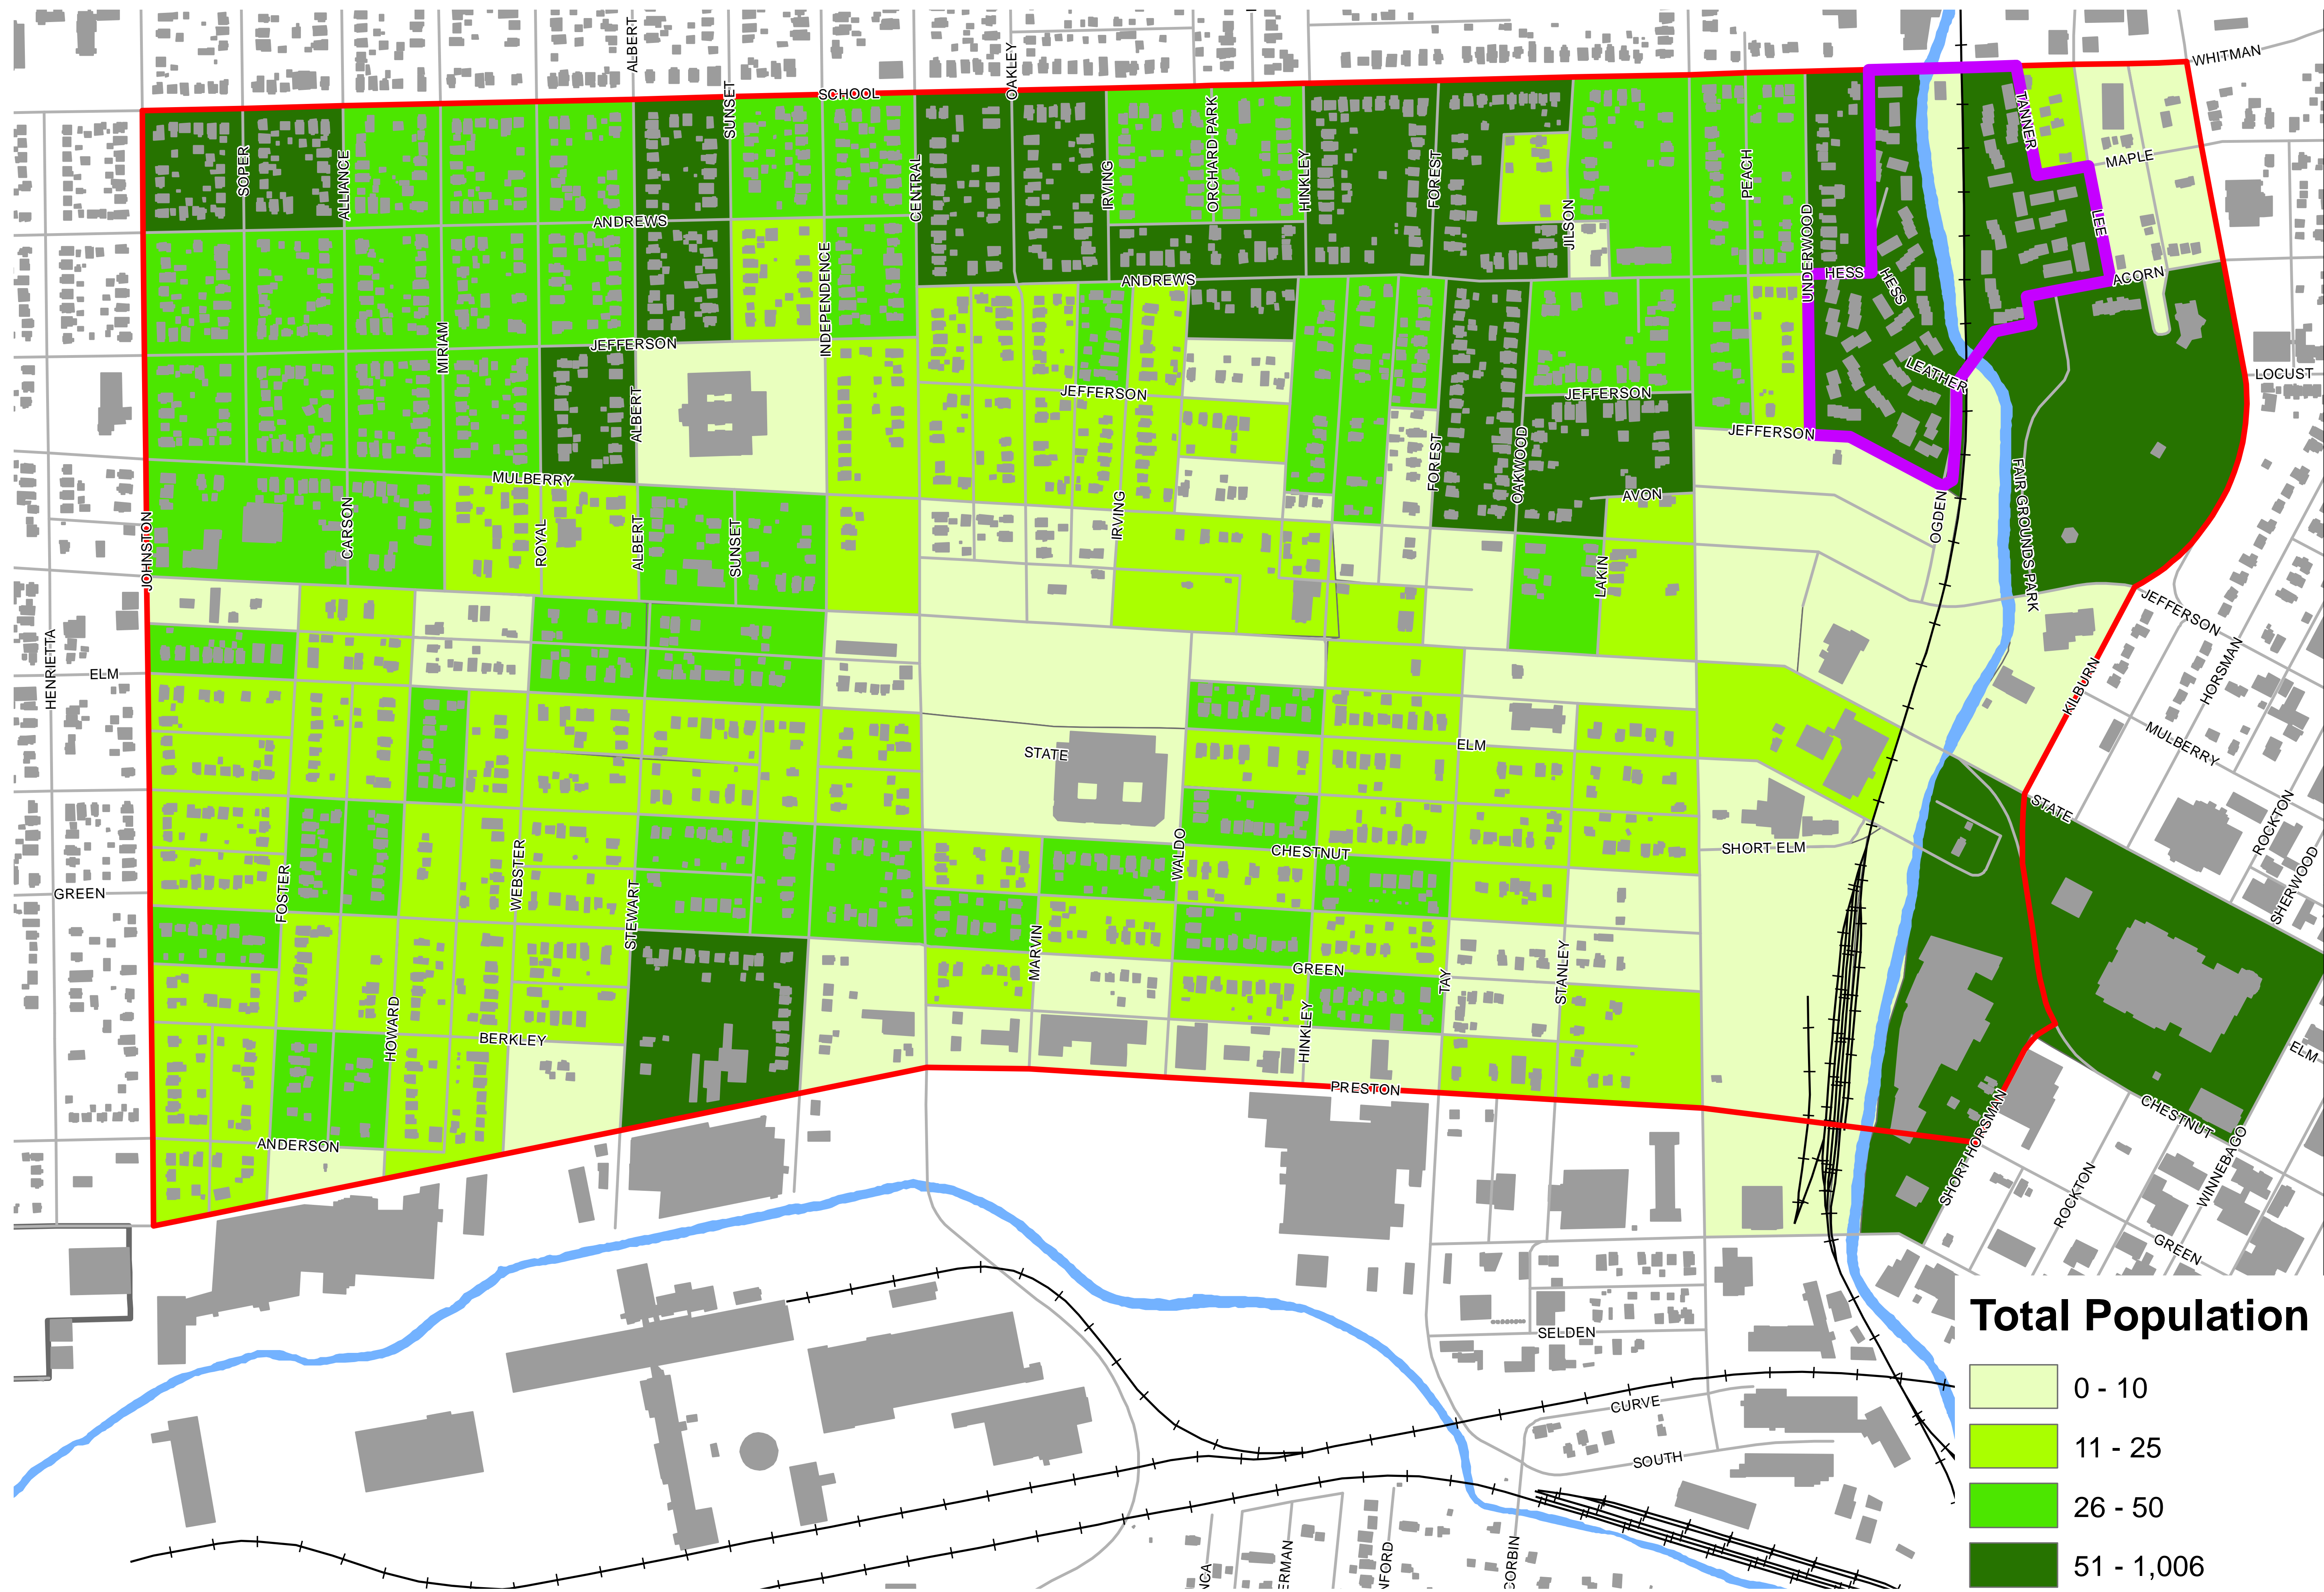 ALBERT
OAKLEY
WHITMAN
SCHOOL
SUNSET
TANNER
ORCHARD PARK
SOPER
ALLIANCE
CENTRAL
IRVING
HINKLEY
FOREST
PEACH
MAPLE
ANDREWS
JILSON
UNDERWOOD
LEE
INDEPENDENCE
ANDREWS
HESS
HESS
ACORN
MIRIAM
JEFFERSON
LEATHER
LOCUST
ALBERT
JEFFERSON
JEFFERSON
JEFFERSON
FOREST
OAKWOOD
MULBERRY
AVON
FAIR GROUNDS PARK
JOHNSTON
CARSON
ROYAL
ALBERT
SUNSET
IRVING
OGDEN
LAKIN
JEFFERSON
HENRIETTA
ELM
HORSMAN
KILBURN
STATE
ELM
MULBERRY
STATE
ROCKTON
WALDO
CHESTNUT
SHORT ELM
SHERWOOD
GREEN
FOSTER
WEBSTER
STEWART
MARVIN
GREEN
TAY
STANLEY
HOWARD
BERKLEY
HINKLEY
ELM
PRESTON
ANDERSON
SHORT HORSMAN
CHESTNUT
WINNEBAGO
ROCKTON
GREEN
SELDEN
CURVE
SOUTH
CORBIN
NCA
ERMAN
NFORD
Total Population
0 - 10
11 - 25
26 - 50
51 - 1,006